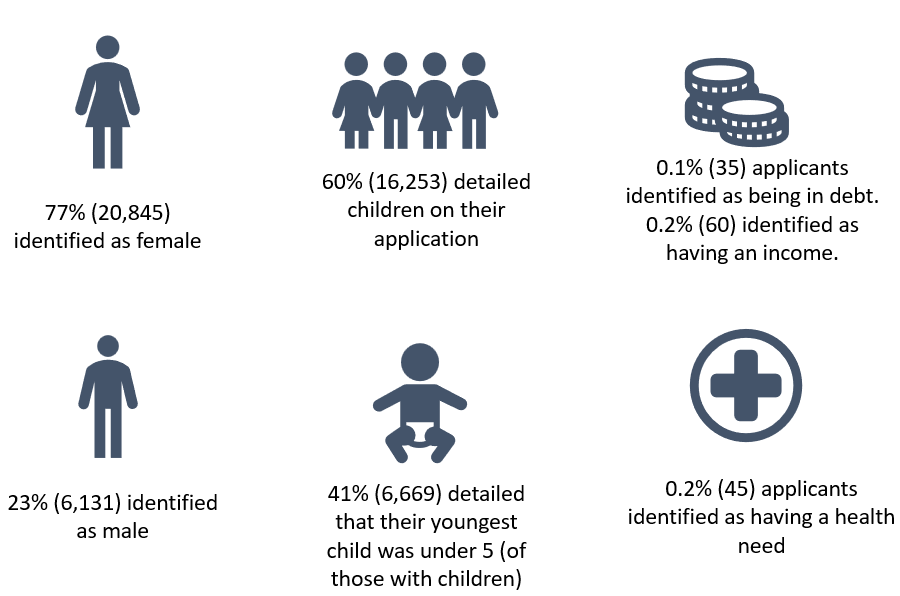 77% (20,845)
identified as female
60% (16,253) detailed
children on their
application
0.1% (35) applicants
identified as being in debt.
0.2% (60) identified as
having an income.
23% (6,131) identified
as male
41% (6,669) detailed
that their youngest
child was under 5 (of
those with children)
0.2% (45) applicants
identified as having a health
need